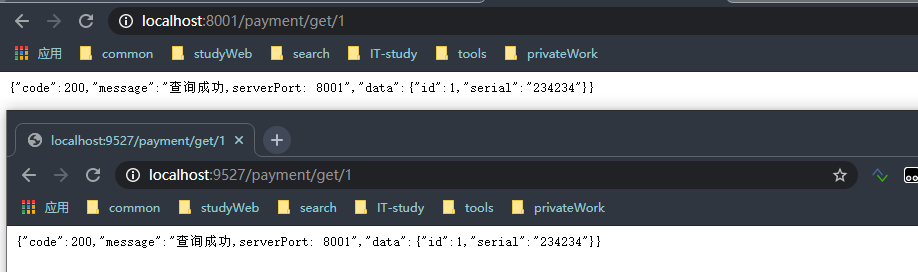 localhost:8001/payment/get/1
应用 common studyWeb search IT-study tools privateWork
{"code":200,"message":"查询成功,serverPort: 8001","data":{"id":1,"serial":"234234"}}
localhost:9527/payment/get/1
localhost:9527/payment/get/1
应用 common studyWeb search IT-study tools privateWork
{"code":200,"message":"查询成功,serverPort: 8001","data":{"id":1,"serial":"234234"}}